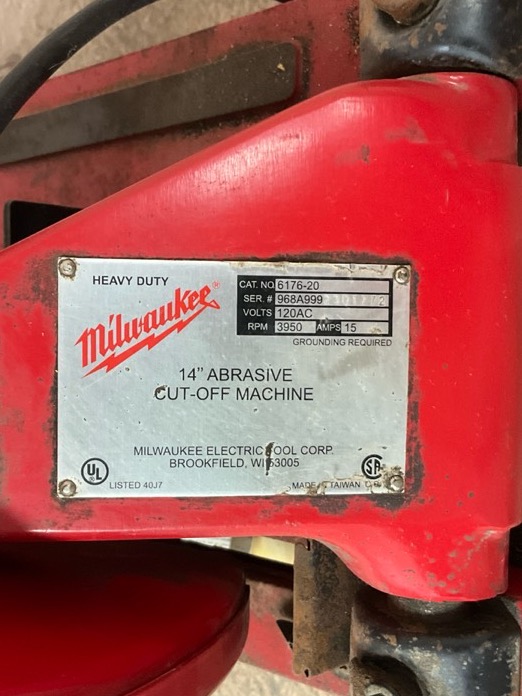 HEAVY DUTY
Milwaukee
CAT. NO. 6176-20
SER. # 968A999
VOLTS 120AC
RPM 3950 AMPS 15
GROUNDING REQUIRED
14" ABRASIVE
CUT-OFF MACHINE
MILWAUKEE ELECTRIC TOOL CORP.
BROOKFIELD, WI 53005
UL
LISTED 40J7
SA
MADE TAIWAN